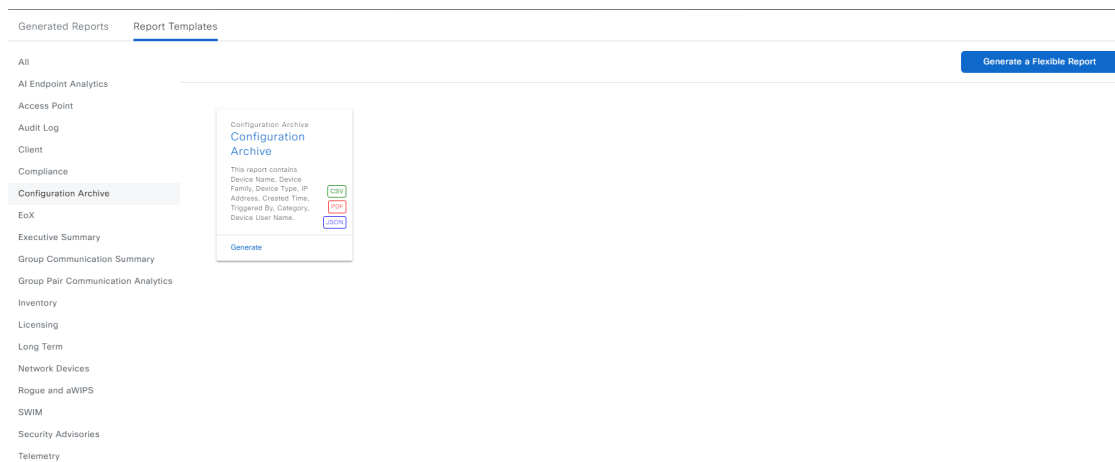 Generated Reports
Report Templates
Generate a Flexible Report
All
AI Endpoint Analytics
Access Point
Audit Log
Client
Compliance
Configuration Archive
EoX
Executive Summary
Group Communication Summary
Group Pair Communication Analytics
Inventory
Licensing
Long Term
Network Devices
Rogue and aWIPS
SWIM
Security Advisories
Telemetry
Configuration Archive
Configuration
Archive
This report contains
Device Name, Device
Family, Device Type, IP
Address, Created Time,
Triggered By, Category,
Device User Name.
CSV
PDF
JSON
Generate